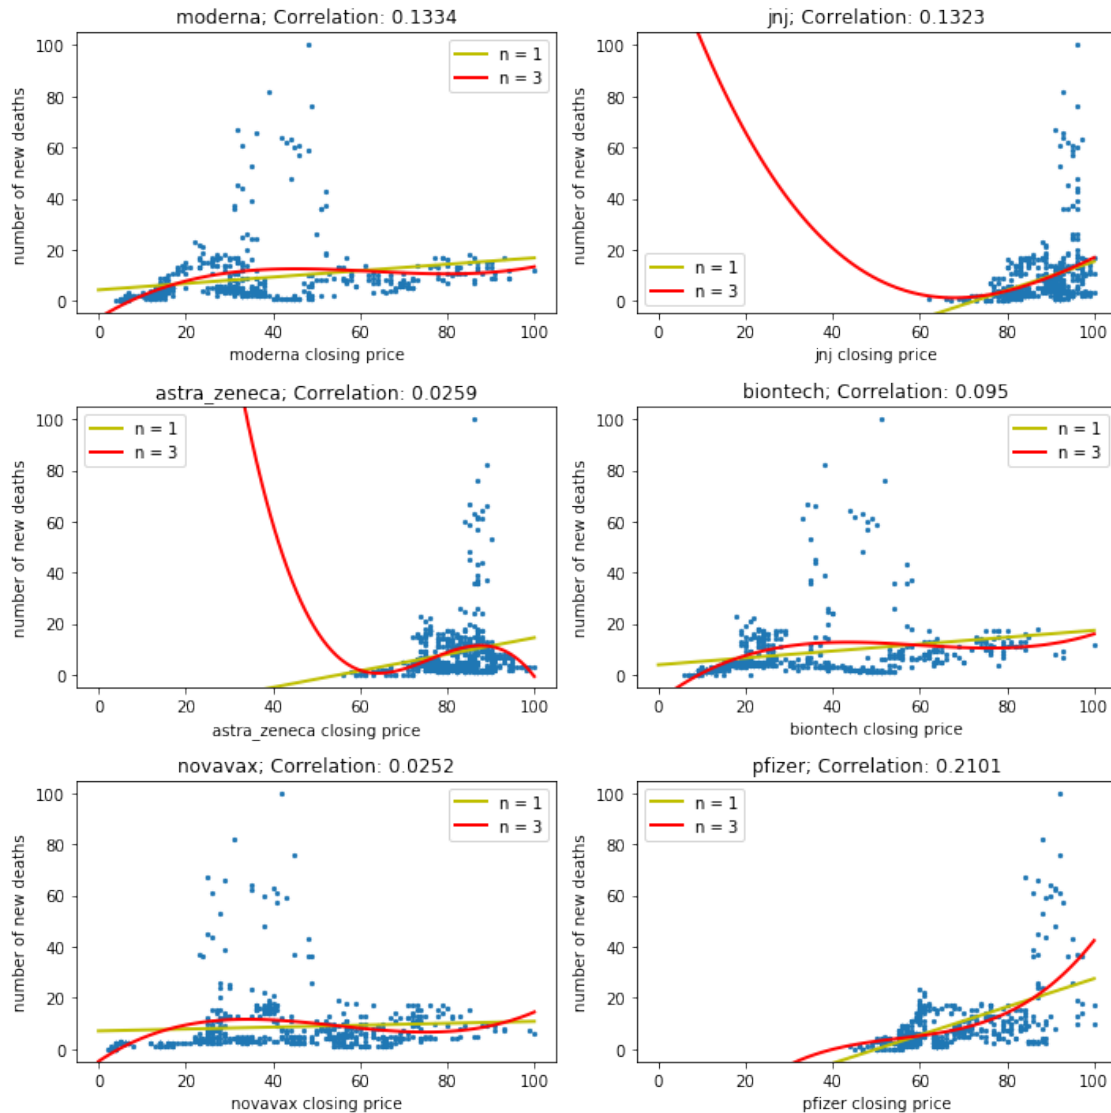 moderna; Correlation: 0.1334
number of new deaths
100
80
60
40
20
0
n = 1
n = 3
0 20 40 60 80 100
moderna closing price
jnj; Correlation: 0.1323
number of new deaths
100
80
60
40
20
0
n = 1
n = 3
0 20 40 60 80 100
jnj closing price
astra_zeneca; Correlation: 0.0259
number of new deaths
100
80
60
40
20
0
n = 1
n = 3
0 20 40 60 80 100
astra_zeneca closing price
biontech; Correlation: 0.095
number of new deaths
100
80
60
40
20
0
n = 1
n = 3
0 20 40 60 80 100
biontech closing price
novavax; Correlation: 0.0252
number of new deaths
100
80
60
40
20
0
n = 1
n = 3
0 20 40 60 80 100
novavax closing price
pfizer; Correlation: 0.2101
number of new deaths
100
80
60
40
20
0
n = 1
n = 3
0 20 40 60 80 100
pfizer closing price